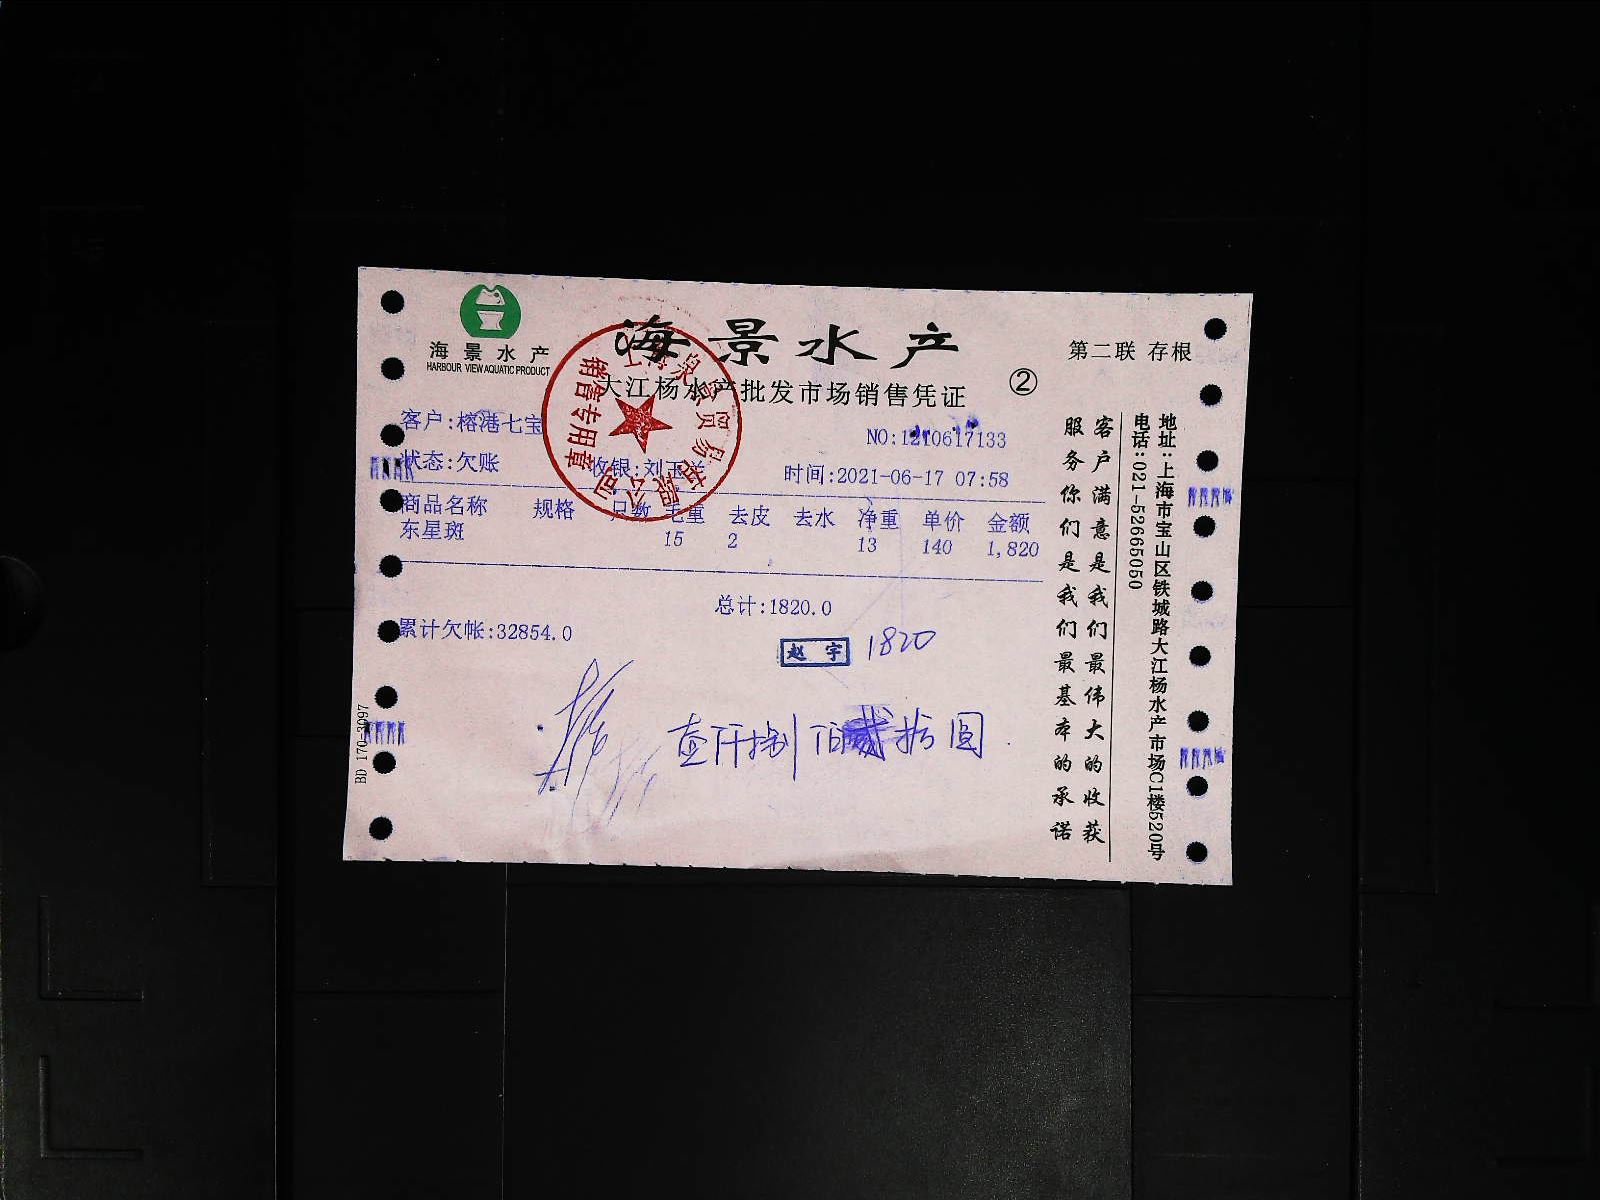 海景水产
HARBOUR VIEW AQUATIC PRODUCT
海景水产
大江杨水产批发市场销售凭证
②
第二联 存根
客户:榕港七宝
NO:1210617133
状态:欠账
收银:刘玉兰
时间:2021-06-17 07:58
商品名称 规格 只数 毛重 去皮 去水 净重 单价 金额
东星斑 15 2 13 140 1,820
总计:1820.0
累计欠帐:32854.0
赵宇
1820
壹仟捌佰贰拾圆
销售专用章
BD 170-3097
客户满意是我们最伟大的收获
服务你们是我们最基本的承诺
地址:上海市宝山区铁城路大江杨水产市场C1楼520号
电话:021-52665050